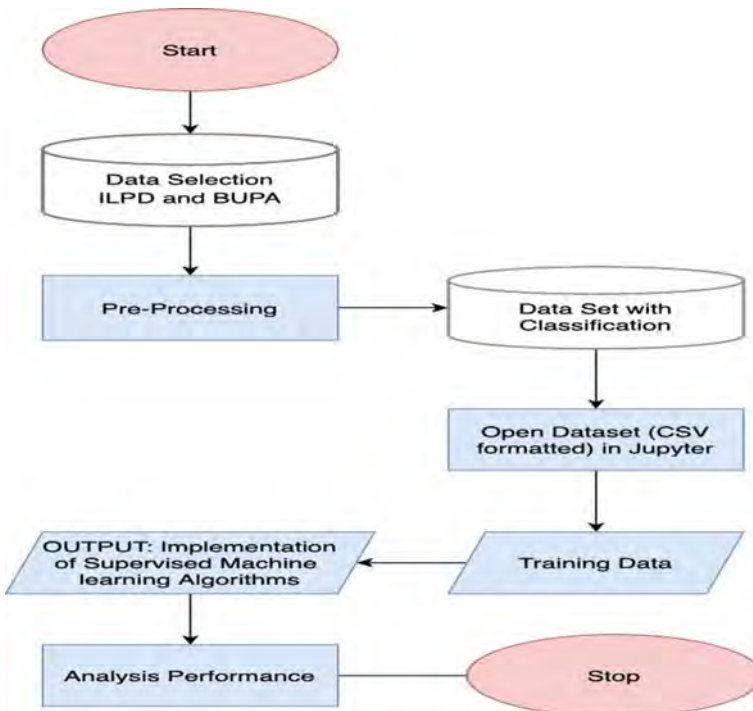 Start
Data Selection
ILPD and BUPA
Pre-Processing
Data Set with
Classification
Open Dataset (CSV
formatted) in Jupyter
Training Data
OUTPUT: Implementation
of Supervised Machine
learning Algorithms
Analysis Performance
Stop